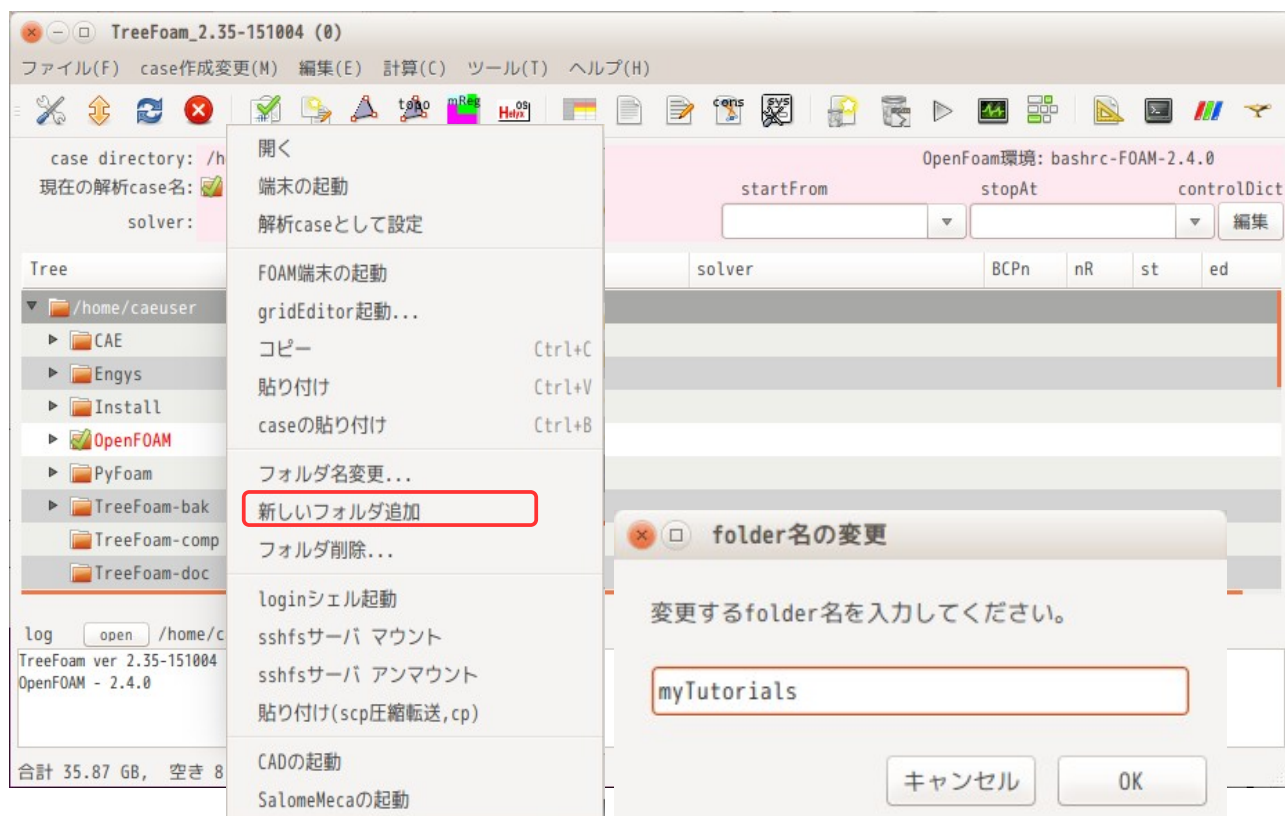 TreeFoam_2.35-151004 (0)
ファイル(F) case作成変更(M) 編集(E) 計算(C) ツール(T) ヘルプ(H)
topo mReg OS Helyx cons sys
case directory: /h
OpenFoam環境: bashrc-FOAM-2.4.0
現在の解析case名:
startFrom stopAt controlDict
solver:
編集
Tree solver BCPn nR st ed
/home/caeuser
CAE
Engys
Install
OpenFOAM
PyFoam
TreeFoam-bak
TreeFoam-comp
TreeFoam-doc
log open /home/c
TreeFoam ver 2.35-151004
OpenFOAM - 2.4.0
合計 35.87 GB, 空き 8
開く
端末の起動
解析caseとして設定
FOAM端末の起動
gridEditor起動...
コピー Ctrl+C
貼り付け Ctrl+V
caseの貼り付け Ctrl+B
フォルダ名変更...
新しいフォルダ追加
フォルダ削除...
loginシェル起動
sshfsサーバ マウント
sshfsサーバ アンマウント
貼り付け(scp圧縮転送,cp)
CADの起動
SalomeMecaの起動
folder名の変更
変更するfolder名を入力してください。
myTutorials
キャンセル OK